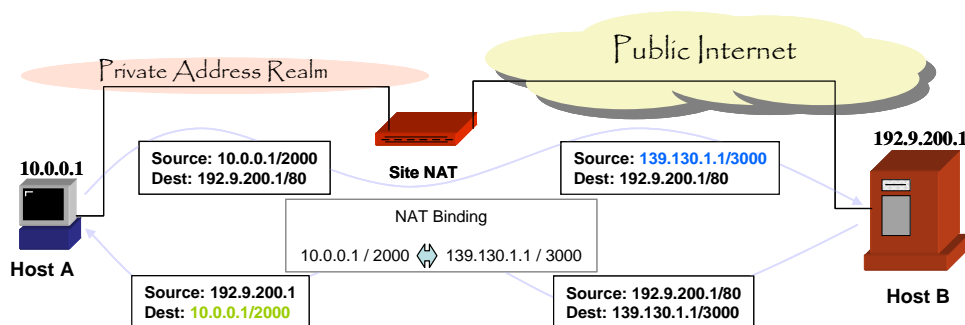 Private Address Realm
Public Internet
10.0.0.1
192.9.200.1
Site NAT
Source: 10.0.0.1/2000
Dest: 192.9.200.1/80
Source: 139.130.1.1/3000
Dest: 192.9.200.1/80
NAT Binding
10.0.0.1 / 2000 139.130.1.1 / 3000
Host A
Host B
Source: 192.9.200.1
Dest: 10.0.0.1/2000
Source: 192.9.200.1/80
Dest: 139.130.1.1/3000